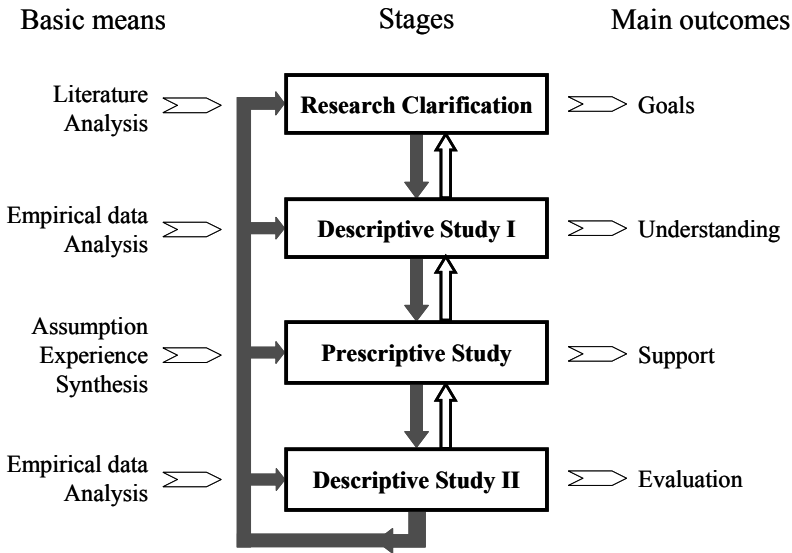 Basic means
Stages
Main outcomes
Literature
Analysis
Research Clarification
Goals
Empirical data
Analysis
Descriptive Study I
Understanding
Assumption
Experience
Synthesis
Prescriptive Study
Support
Empirical data
Analysis
Descriptive Study II
Evaluation